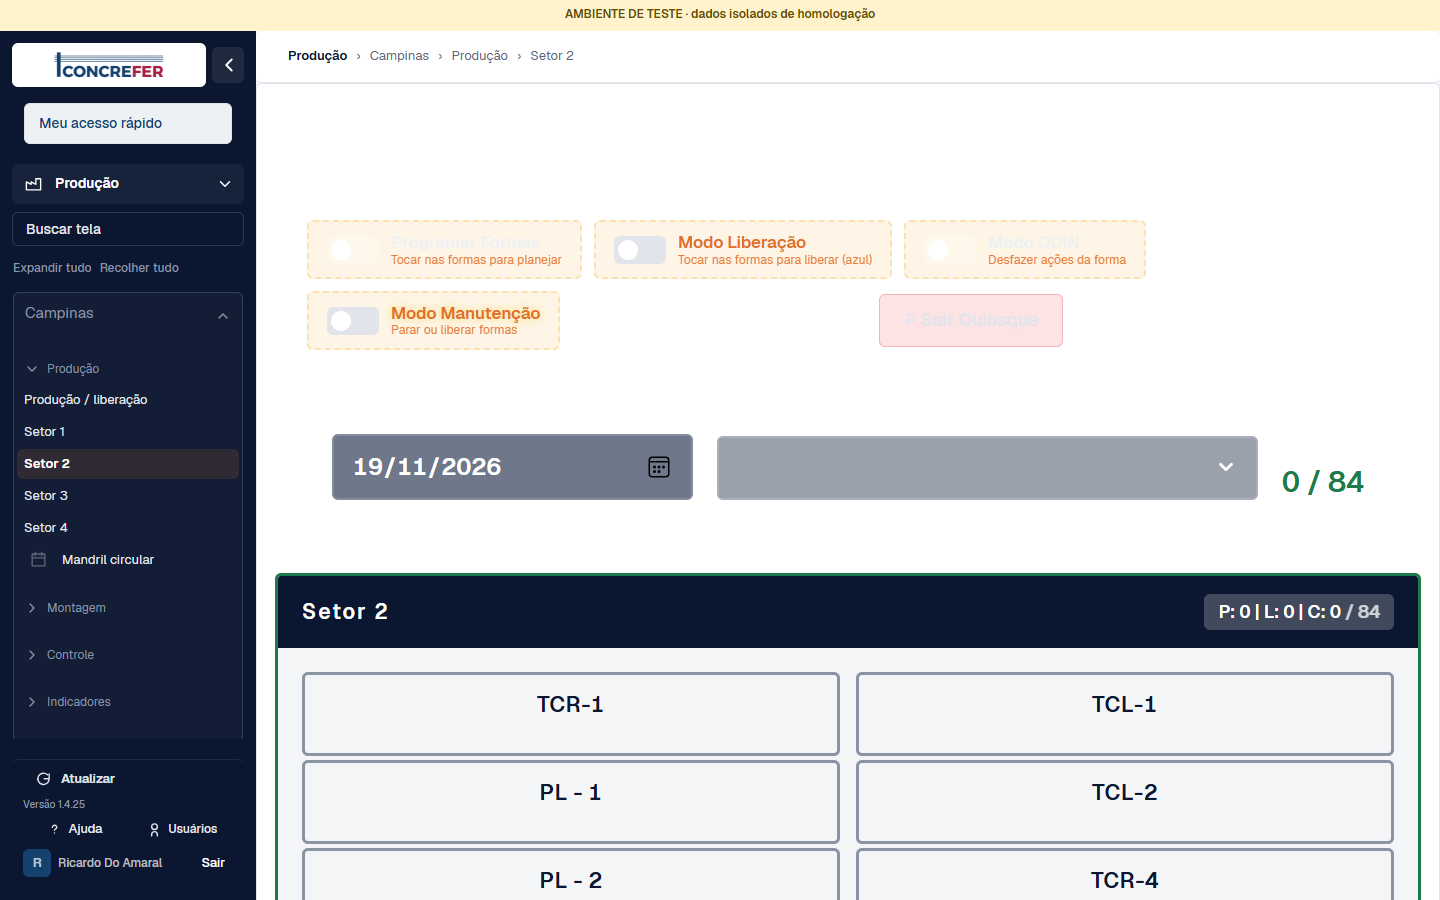 AMBIENTE DE TESTE · dados isolados de homologação
CONCREFER
Meu acesso rápido
Produção
Buscar tela
Expandir tudo Recolher tudo
Campinas
Produção
Produção / liberação
Setor 1
Setor 2
Setor 3
Setor 4
Mandril circular
Montagem
Controle
Indicadores
Atualizar
Versão 1.4.25
? Ajuda Usuários
R Ricardo Do Amaral Sair
Produção › Campinas › Produção › Setor 2
Programar Formas
Tocar nas formas para planejar
Modo Liberação
Tocar nas formas para liberar (azul)
Modo ODIN
Desfazer ações da forma
Modo Manutenção
Parar ou liberar formas
Sair Quiosque
19/11/2026
0 / 84
Setor 2
P: 0 | L: 0 | C: 0 / 84
TCR-1 TCL-1
PL - 1 TCL-2
PL - 2 TCR-4